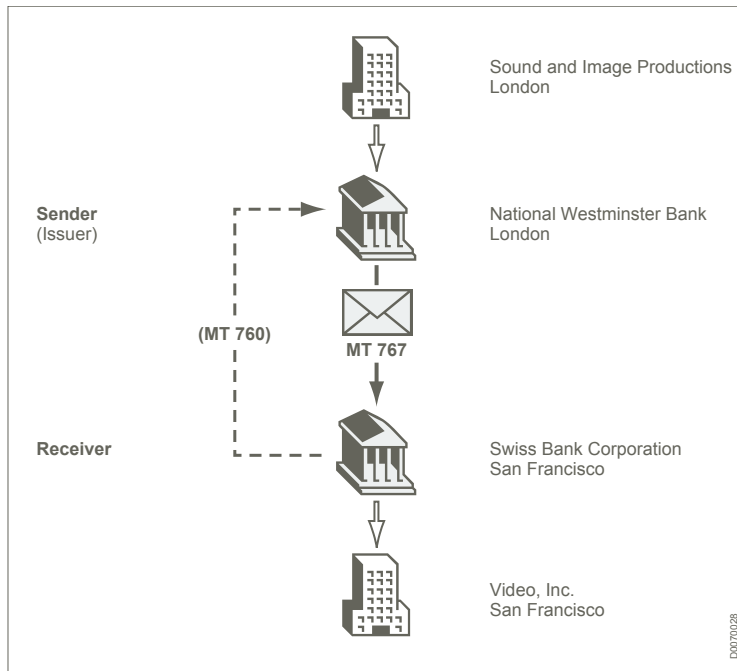 Sound and Image Productions
London
Sender
(Issuer)
National Westminster Bank
London
(MT 760)
MT 767
Receiver
Swiss Bank Corporation
San Francisco
Video, Inc.
San Francisco
D0070028